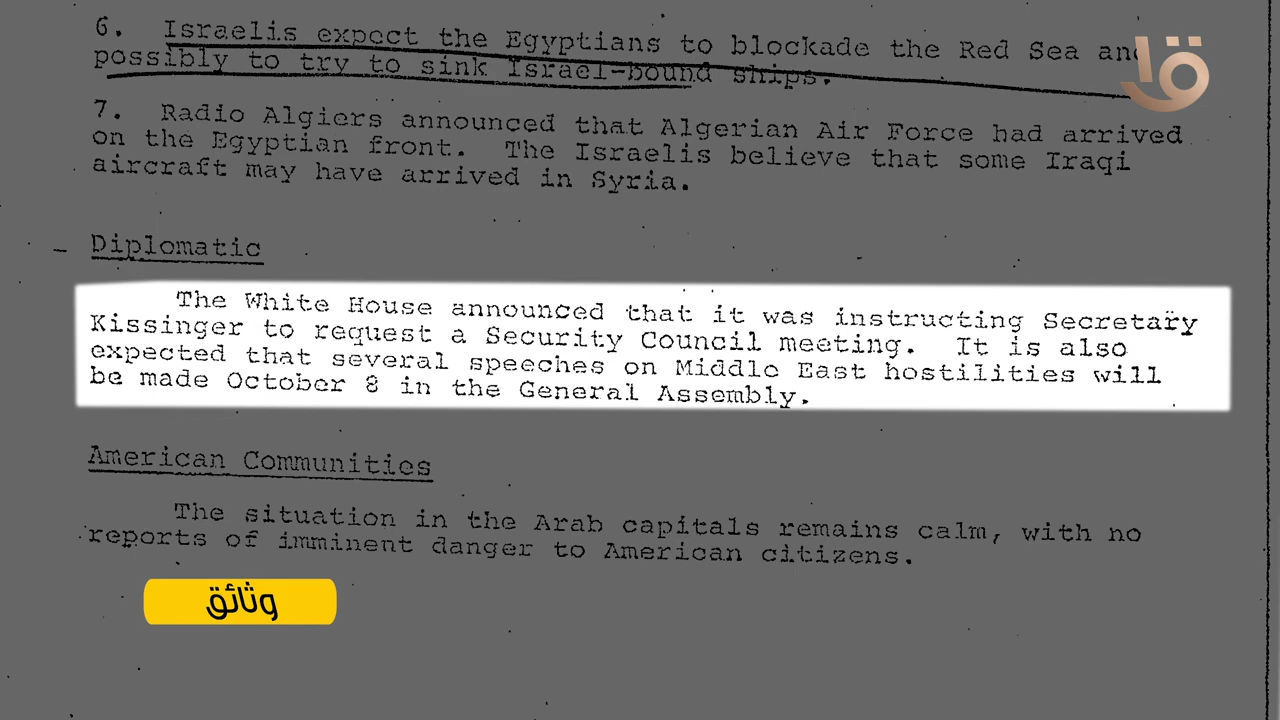 6. Israelis expect the Egyptians to blockade the Red Sea and
possibly to try to sink Israel-bound ships.
7. Radio Algiers announced that Algerian Air Force had arrived
on the Egyptian front. The Israelis believe that some Iraqi
aircraft may have arrived in Syria.
Diplomatic
The White House announced that it was instructing Secretary
Kissinger to request a Security Council meeting. It is also
expected that several speeches on Middle East hostilities will
be made October 8 in the General Assembly.
American Communities
The situation in the Arab capitals remains calm, with no
reports of imminent danger to American citizens.
وثائق